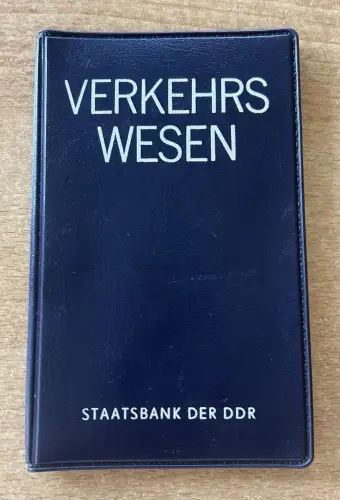 VERKEHRS
WESEN
STAATSBANK DER DDR